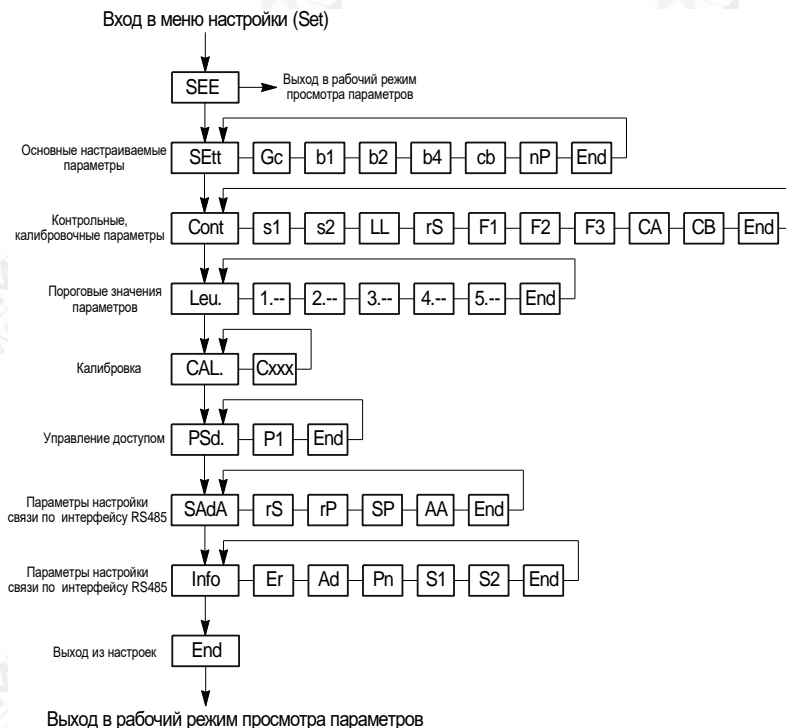 Вход в меню настройки (Set)
SEE
Выход в рабочий режим
просмотра параметров
Основные настраиваемые
параметры
SEtt Gc b1 b2 b4 cb nP End
Контрольные,
калибровочные параметры
Cont s1 s2 LL rS F1 F2 F3 CA CB End
Пороговые значения
параметров
Leu. 1.-- 2.-- 3.-- 4.-- 5.-- End
Калибровка
CAL. Cxxx
Управление доступом
PSd. P1 End
Параметры настройки
связи по интерфейсу RS485
SAdA rS rP SP AA End
Параметры настройки
связи по интерфейсу RS485
Info Er Ad Pn S1 S2 End
Выход из настроек
End
Выход в рабочий режим просмотра параметров